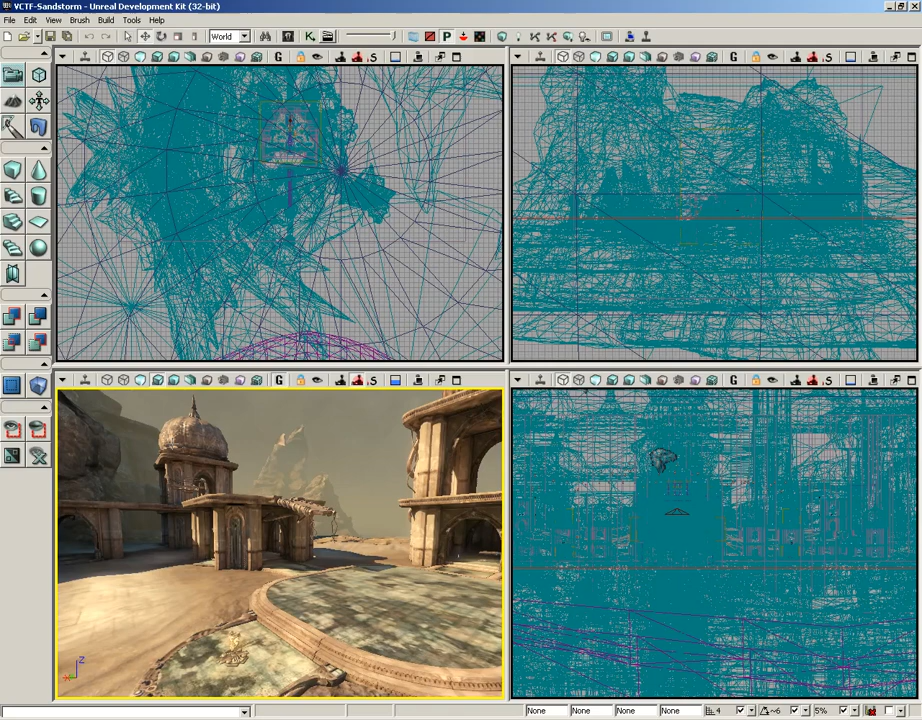 VCTF-Sandstorm - Unreal Development Kit (32-bit)
File Edit View Brush Build Tools Help
World P
G S
G S
G S
G S
Z
None None None None 4 ~6 5%